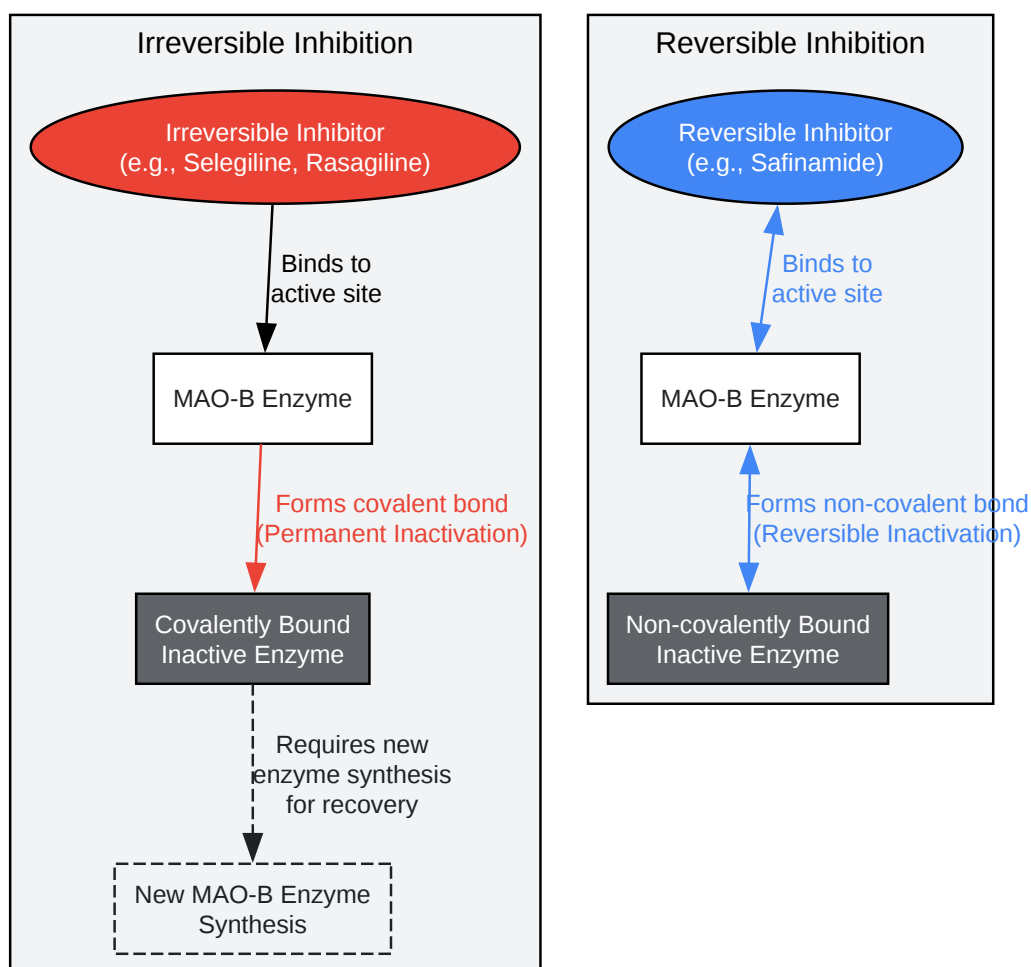 Irreversible Inhibition
Irreversible Inhibitor
(e.g., Selegiline, Rasagiline)
Binds to
active site
MAO-B Enzyme
Forms covalent bond
(Permanent Inactivation)
Covalently Bound
Inactive Enzyme
Requires new
enzyme synthesis
for recovery
New MAO-B Enzyme
Synthesis
Reversible Inhibition
Reversible Inhibitor
(e.g., Safinamide)
Binds to
active site
MAO-B Enzyme
Forms non-covalent bond
(Reversible Inactivation)
Non-covalently Bound
Inactive Enzyme